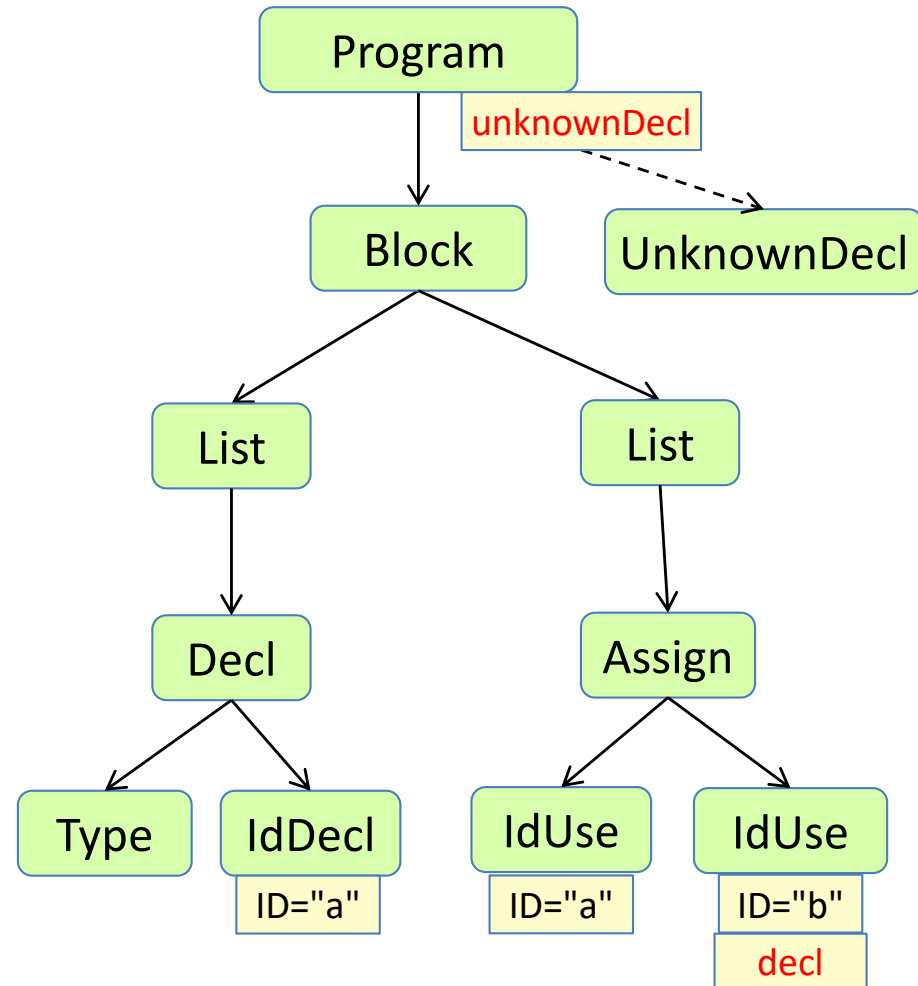 Program
unknownDecl
Block
UnknownDecl
List
List
Decl
Assign
Type
IdDecl
IdUse
IdUse
ID="a"
ID="a"
ID="b"
decl